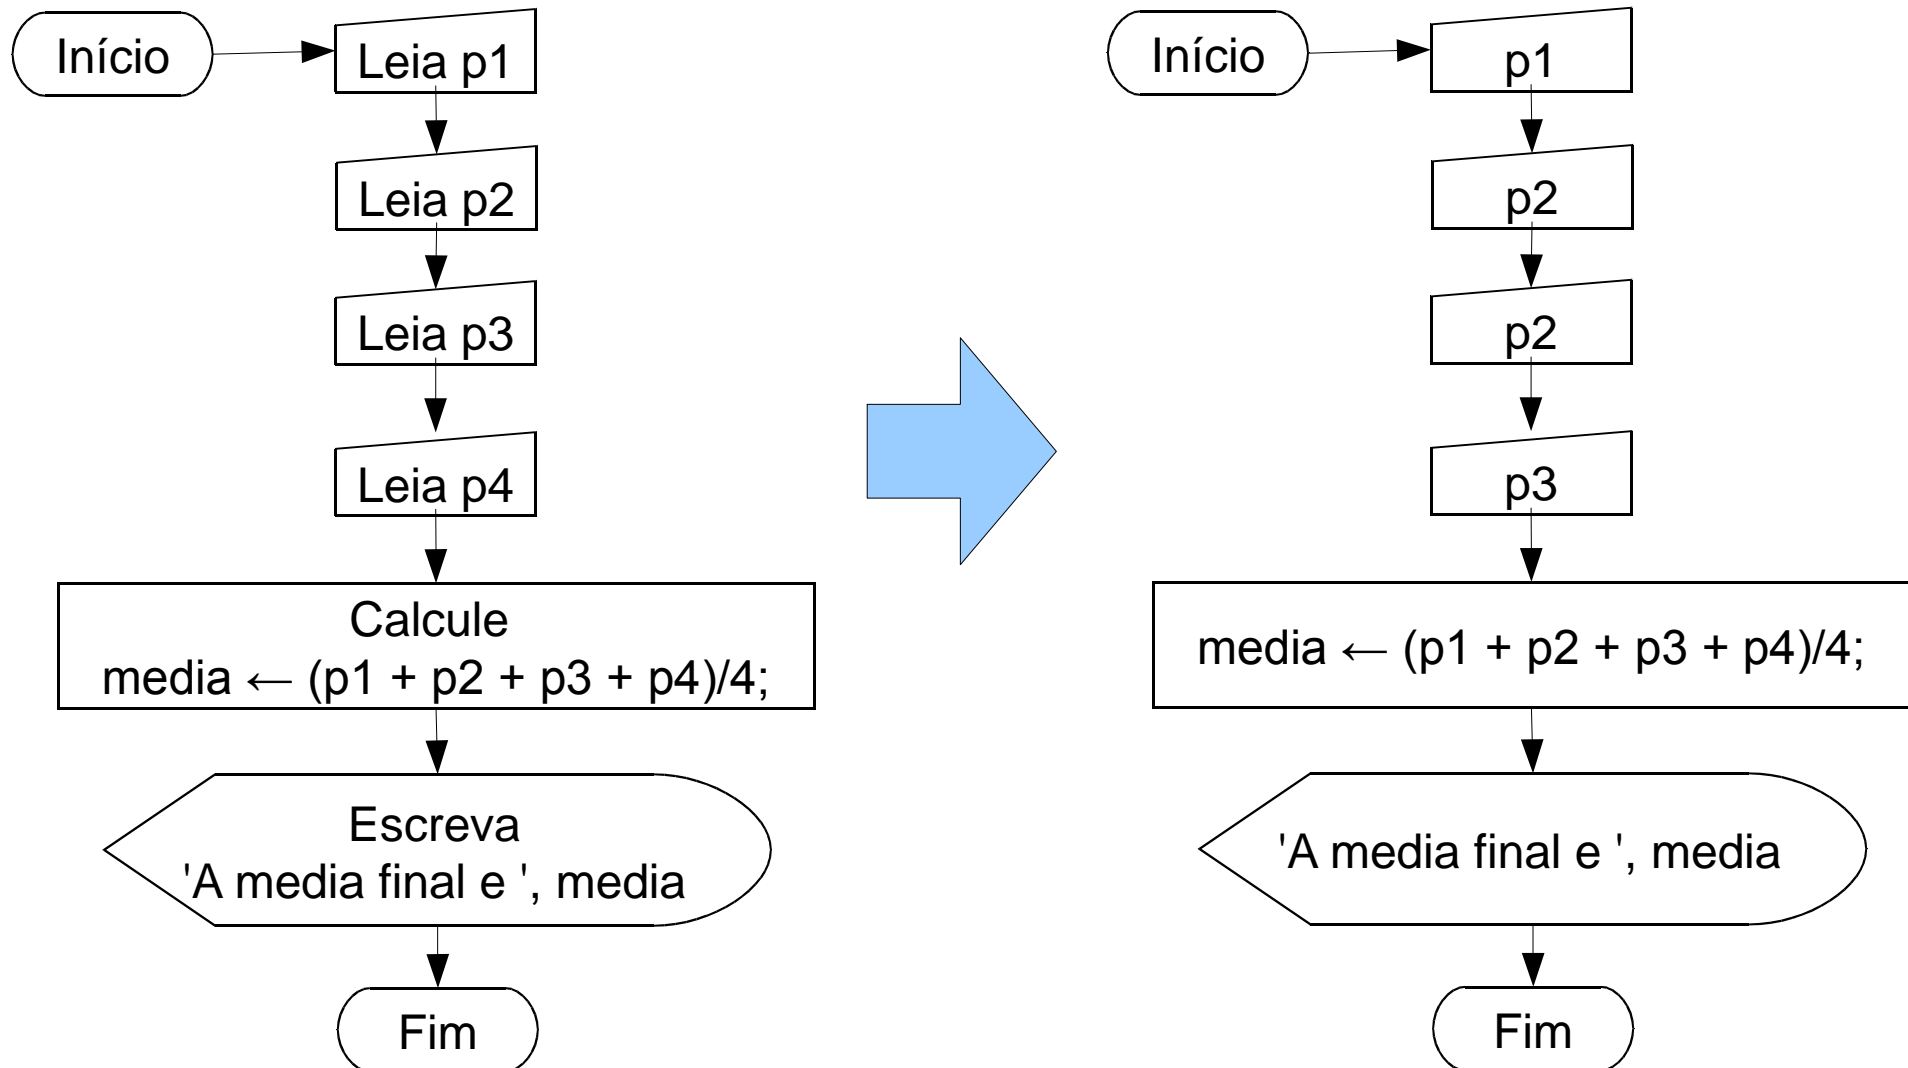 Início
Leia p1
Leia p2
Leia p3
Leia p4
Calcule
media ← (p1 + p2 + p3 + p4)/4;
Escreva
'A media final e ', media
Fim
Início
p1
p2
p2
p3
media ← (p1 + p2 + p3 + p4)/4;
'A media final e ', media
Fim